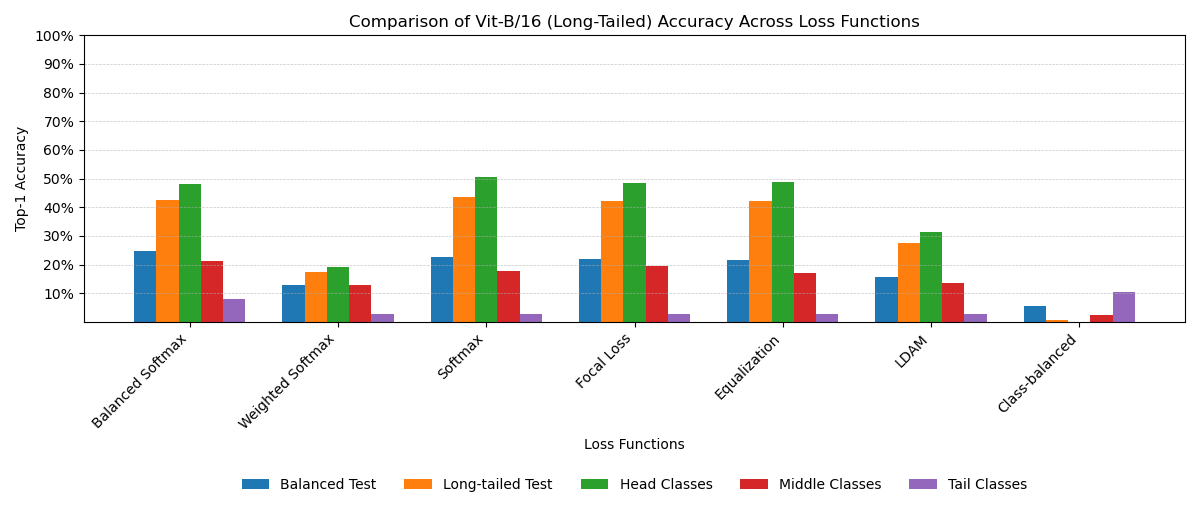 Comparison of Vit-B/16 (Long-Tailed) Accuracy Across Loss Functions
Top-1 Accuracy
100%
90%
80%
70%
60%
50%
40%
30%
20%
10%
Balanced Softmax
Weighted Softmax
Softmax
Focal Loss
Equalization
LDAM
Class-balanced
Loss Functions
Balanced Test
Long-tailed Test
Head Classes
Middle Classes
Tail Classes